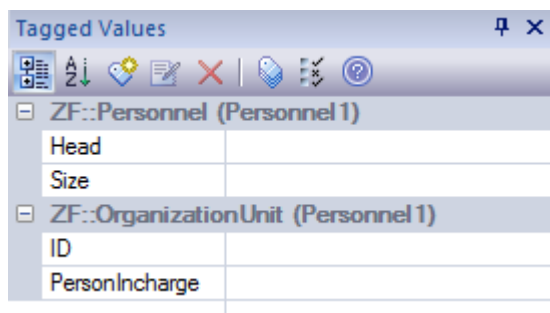 Tagged Values
ZF::Personnel (Personnel1)
Head
Size
ZF::OrganizationUnit (Personnel1)
ID
PersonIncharge